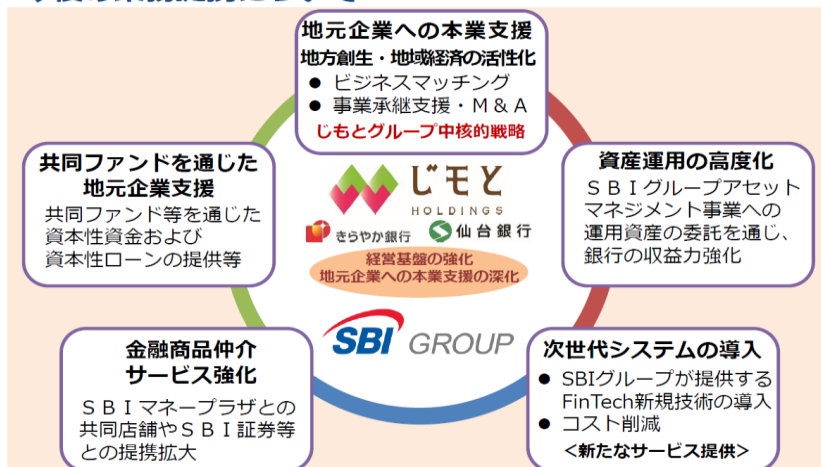 地元企業への本業支援
地方創生・地域経済の活性化
● ビジネスマッチング
● 事業承継支援・M＆A
じもとグループ中核的戦略
共同ファンドを通じた
地元企業支援
共同ファンド等を通じた
資本性資金および
資本性ローンの提供等
じモと
HOLDINGS
きらやか銀行
仙台銀行
経営基盤の強化
地元企業への本業支援の深化
SBI GROUP
資産運用の高度化
ＳＢＩグループアセット
マネジメント事業への
運用資産の委託を通じ、
銀行の収益力強化
金融商品仲介
サービス強化
ＳＢＩマネープラザとの
共同店舗やＳＢＩ証券等
との提携拡大
次世代システムの導入
● SBIグループが提供する
FinTech新規技術の導入
● コスト削減
＜新たなサービス提供＞